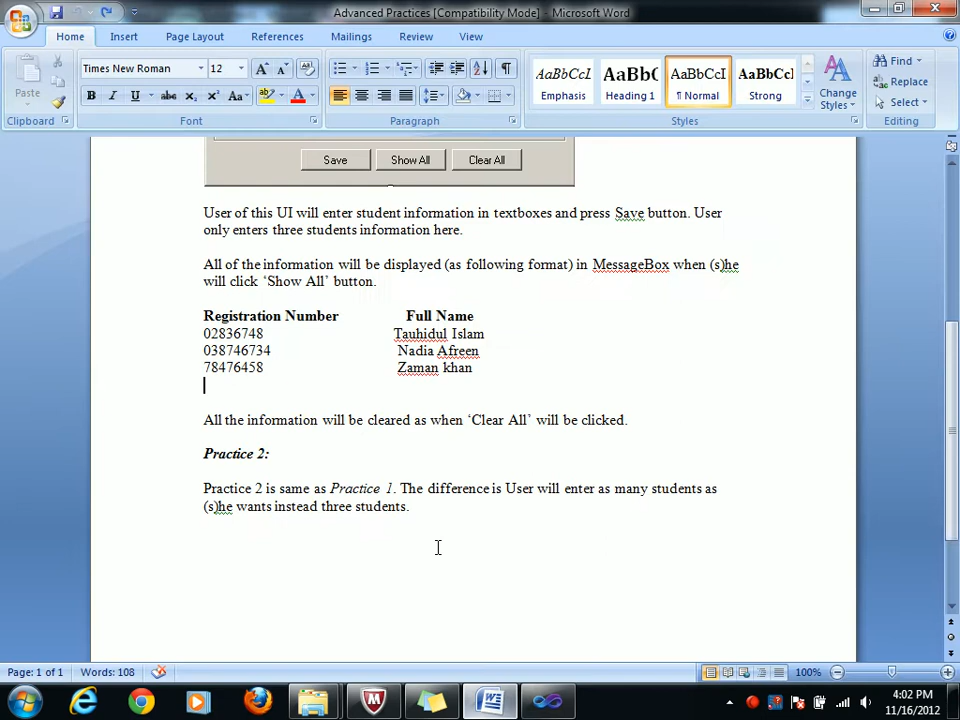 Advanced Practices [Compatibility Mode] - Microsoft Word
Home Insert Page Layout References Mailings Review View
Paste
Clipboard
Times New Roman 12
B I U abc x₂ x² Aa
Font
Paragraph
AaBbCcI AaBbC AaBbCcI AaBbCc
Emphasis Heading 1 ¶ Normal Strong
Change Styles
Styles
Find
Replace
Select
Editing
Save Show All Clear All
User of this UI will enter student information in textboxes and press Save button. User
only enters three students information here.
All of the information will be displayed (as following format) in MessageBox when (s)he
will click ‘Show All’ button.
Registration Number Full Name
02836748 Tauhidul Islam
038746734 Nadia Afreen
78476458 Zaman khan
All the information will be cleared as when ‘Clear All’ will be clicked.
Practice 2:
Practice 2 is same as Practice 1. The difference is User will enter as many students as
(s)he wants instead three students.
Page: 1 of 1 Words: 108 100%
4:02 PM
11/16/2012